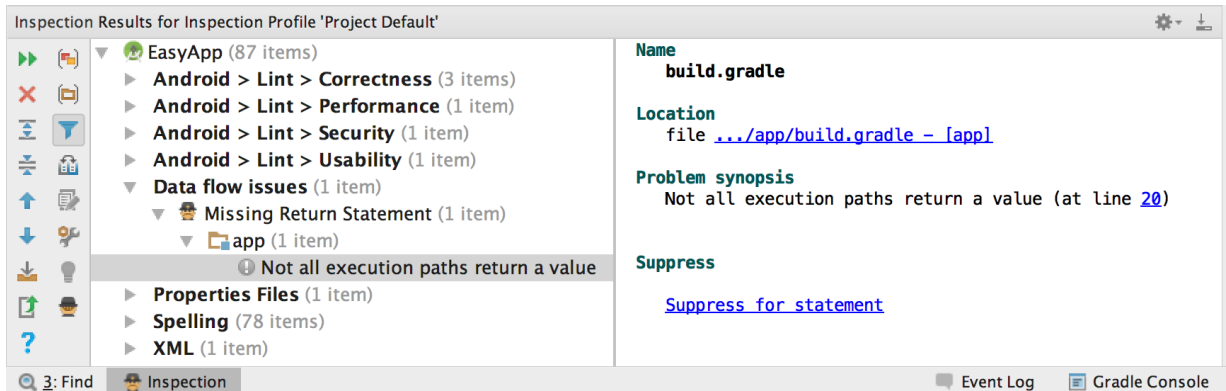 Inspection Results for Inspection Profile 'Project Default'
EasyApp (87 items)
Android > Lint > Correctness (3 items)
Android > Lint > Performance (1 item)
Android > Lint > Security (1 item)
Android > Lint > Usability (1 item)
Data flow issues (1 item)
Missing Return Statement (1 item)
app (1 item)
Not all execution paths return a value
Properties Files (1 item)
Spelling (78 items)
XML (1 item)
Name
build.gradle
Location
file .../app/build.gradle – [app]
Problem synopsis
Not all execution paths return a value (at line 20)
Suppress
Suppress for statement
3: Find Inspection Event Log Gradle Console